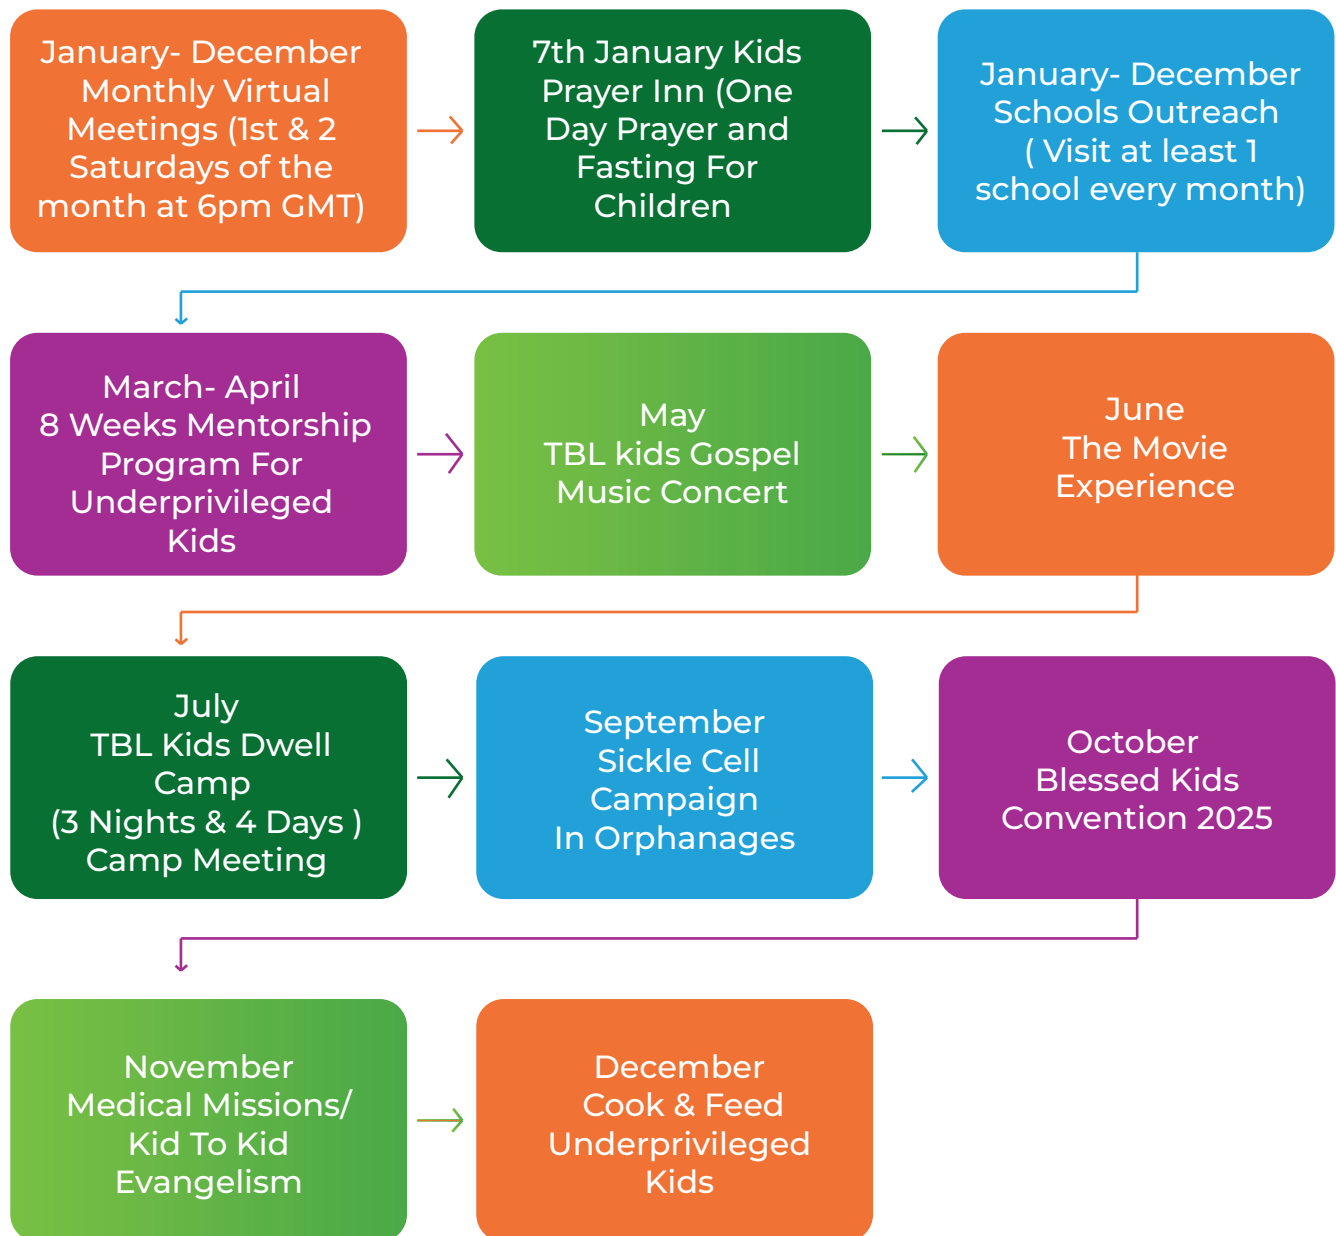 January- December
Monthly Virtual
Meetings (1st & 2
Saturdays of the
month at 6pm GMT)
7th January Kids
Prayer Inn (One
Day Prayer and
Fasting For
Children
January- December
Schools Outreach
( Visit at least 1
school every month)
March- April
8 Weeks Mentorship
Program For
Underprivileged
Kids
May
TBL kids Gospel
Music Concert
June
The Movie
Experience
July
TBL Kids Dwell
Camp
(3 Nights & 4 Days )
Camp Meeting
September
Sickle Cell
Campaign
In Orphanages
October
Blessed Kids
Convention 2025
November
Medical Missions/
Kid To Kid
Evangelism
December
Cook & Feed
Underprivileged
Kids